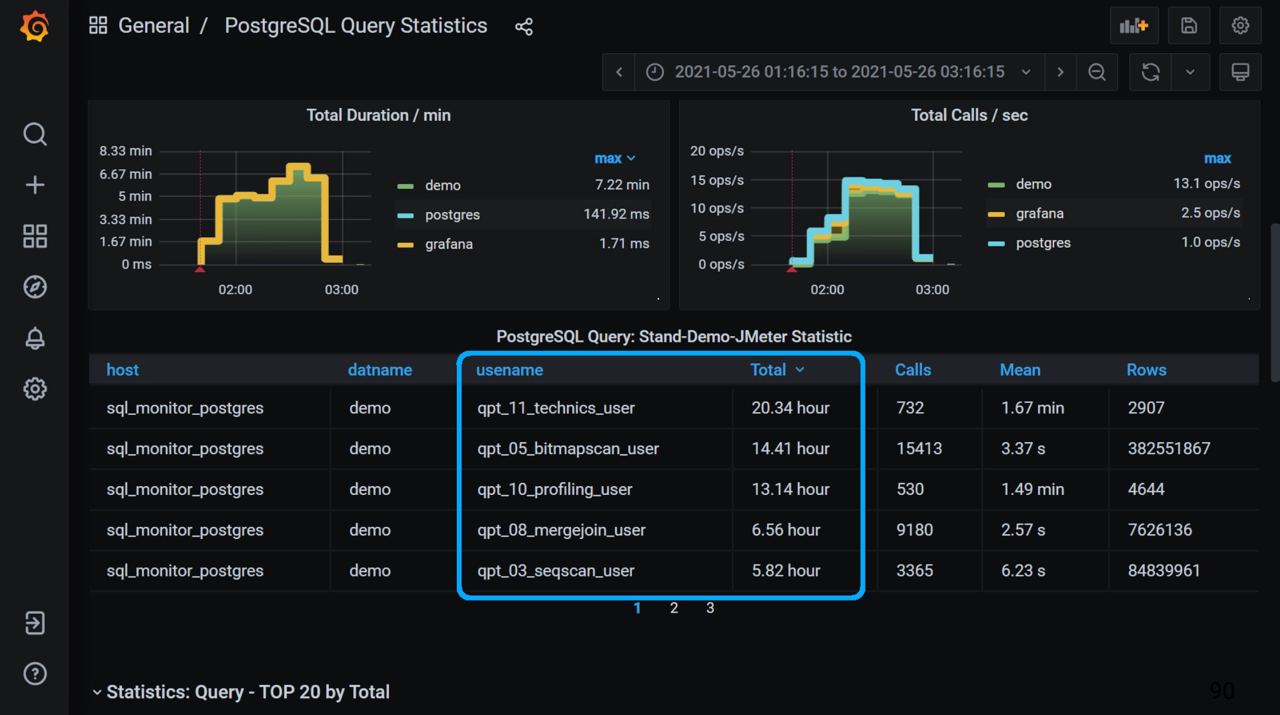 General / PostgreSQL Query Statistics
2021-05-26 01:16:15 to 2021-05-26 03:16:15
Total Duration / min
8.33 min
6.67 min
5 min
3.33 min
1.67 min
0 ms
02:00 03:00
max
demo 7.22 min
postgres 141.92 ms
grafana 1.71 ms
Total Calls / sec
20 ops/s
15 ops/s
10 ops/s
5 ops/s
0 ops/s
02:00 03:00
max
demo 13.1 ops/s
grafana 2.5 ops/s
postgres 1.0 ops/s
PostgreSQL Query: Stand-Demo-JMeter Statistic
host datname usename Total Calls Mean Rows
sql_monitor_postgres demo qpt_11_technics_user 20.34 hour 732 1.67 min 2907
sql_monitor_postgres demo qpt_05_bitmapscan_user 14.41 hour 15413 3.37 s 382551867
sql_monitor_postgres demo qpt_10_profiling_user 13.14 hour 530 1.49 min 4644
sql_monitor_postgres demo qpt_08_mergejoin_user 6.56 hour 9180 2.57 s 7626136
sql_monitor_postgres demo qpt_03_seqscan_user 5.82 hour 3365 6.23 s 84839961
1 2 3
Statistics: Query - TOP 20 by Total
90